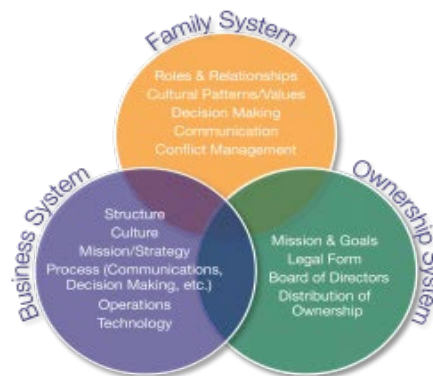 Family System
Roles & Relationships
Cultural Patterns/Values
Decision Making
Communication
Conflict Management
Business System
Structure
Culture
Mission/Strategy
Process (Communications,
Decision Making, etc.)
Operations
Technology
Ownership System
Mission & Goals
Legal Form
Board of Directors
Distribution of
Ownership